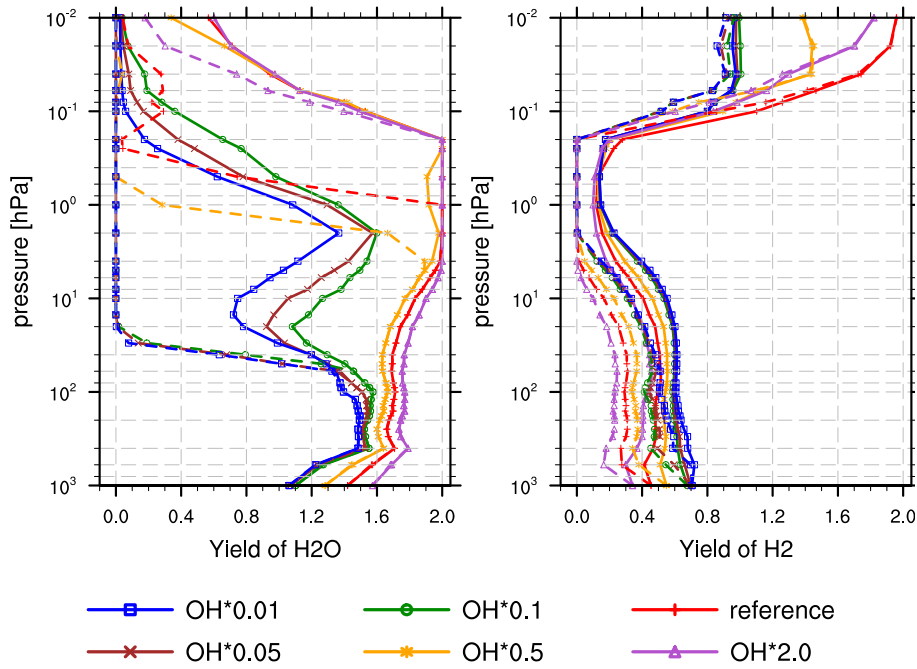 10⁻² 10⁻²
10⁻¹ 10⁻¹
10⁰ 10⁰
10¹ 10¹
10² 10²
10³ 10³
pressure [hPa] pressure [hPa]
0.0 0.4 0.8 1.2 1.6 2.0 0.0 0.4 0.8 1.2 1.6 2.0
Yield of H2O Yield of H2
OH*0.01 OH*0.1 reference
OH*0.05 OH*0.5 OH*2.0